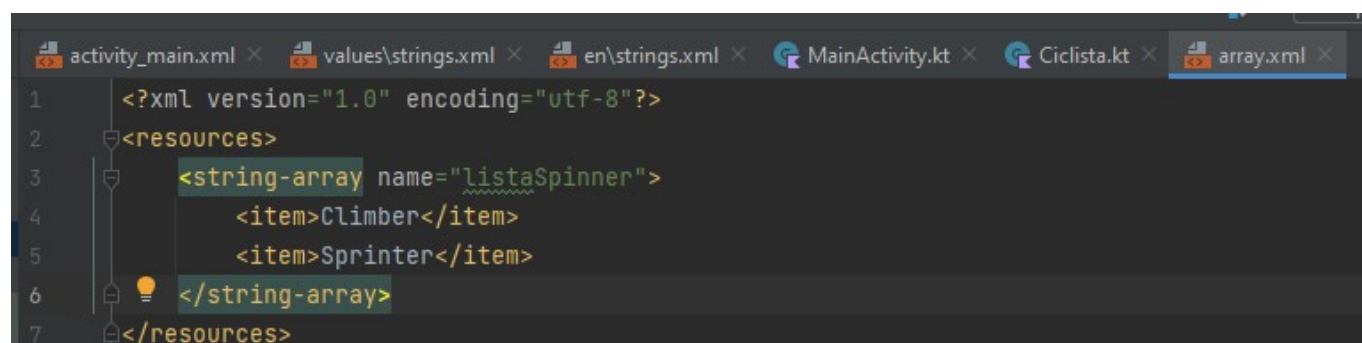 activity_main.xml values\strings.xml en\strings.xml MainActivity.kt Ciclista.kt array.xml
1 <?xml version="1.0" encoding="utf-8"?>
2 <resources>
3 <string-array name="listaSpinner">
4 <item>Climber</item>
5 <item>Sprinter</item>
6 </string-array>
7 </resources>